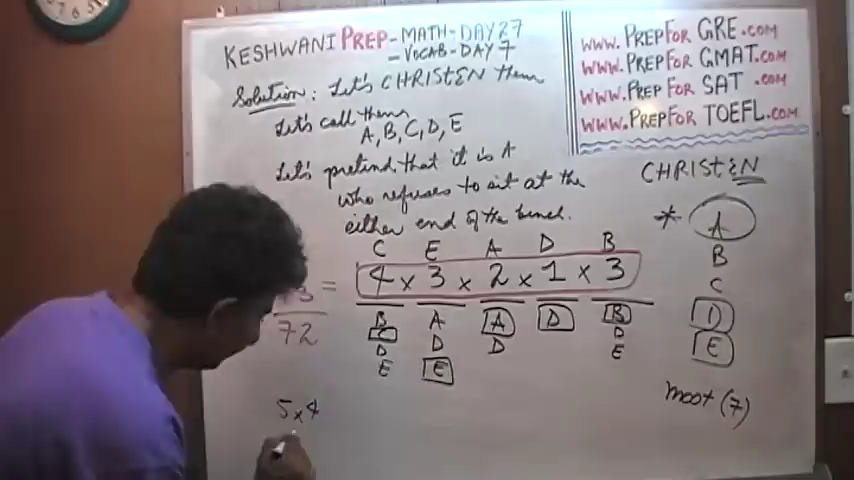 KESHWANI PREP-MATH-DAY 27
-VOCAB-DAY 7
www.PREPFOR GRE.com
www.PREPFOR GMAT.com
www.PREPFOR SAT.com
www.PREPFOR TOEFL.com
Solution: Let's CHRISTEN them
Let's call them
A, B, C, D, E
Let's pretend that it is A
who refuses to sit at the
either end of the bench.
CHRISTEN
* A
B
C
D
E
moot (7)
C E A D B
= 4 x 3 x 2 x 1 x 3
72
B A A D B
C D D D
D E E
E
5x4